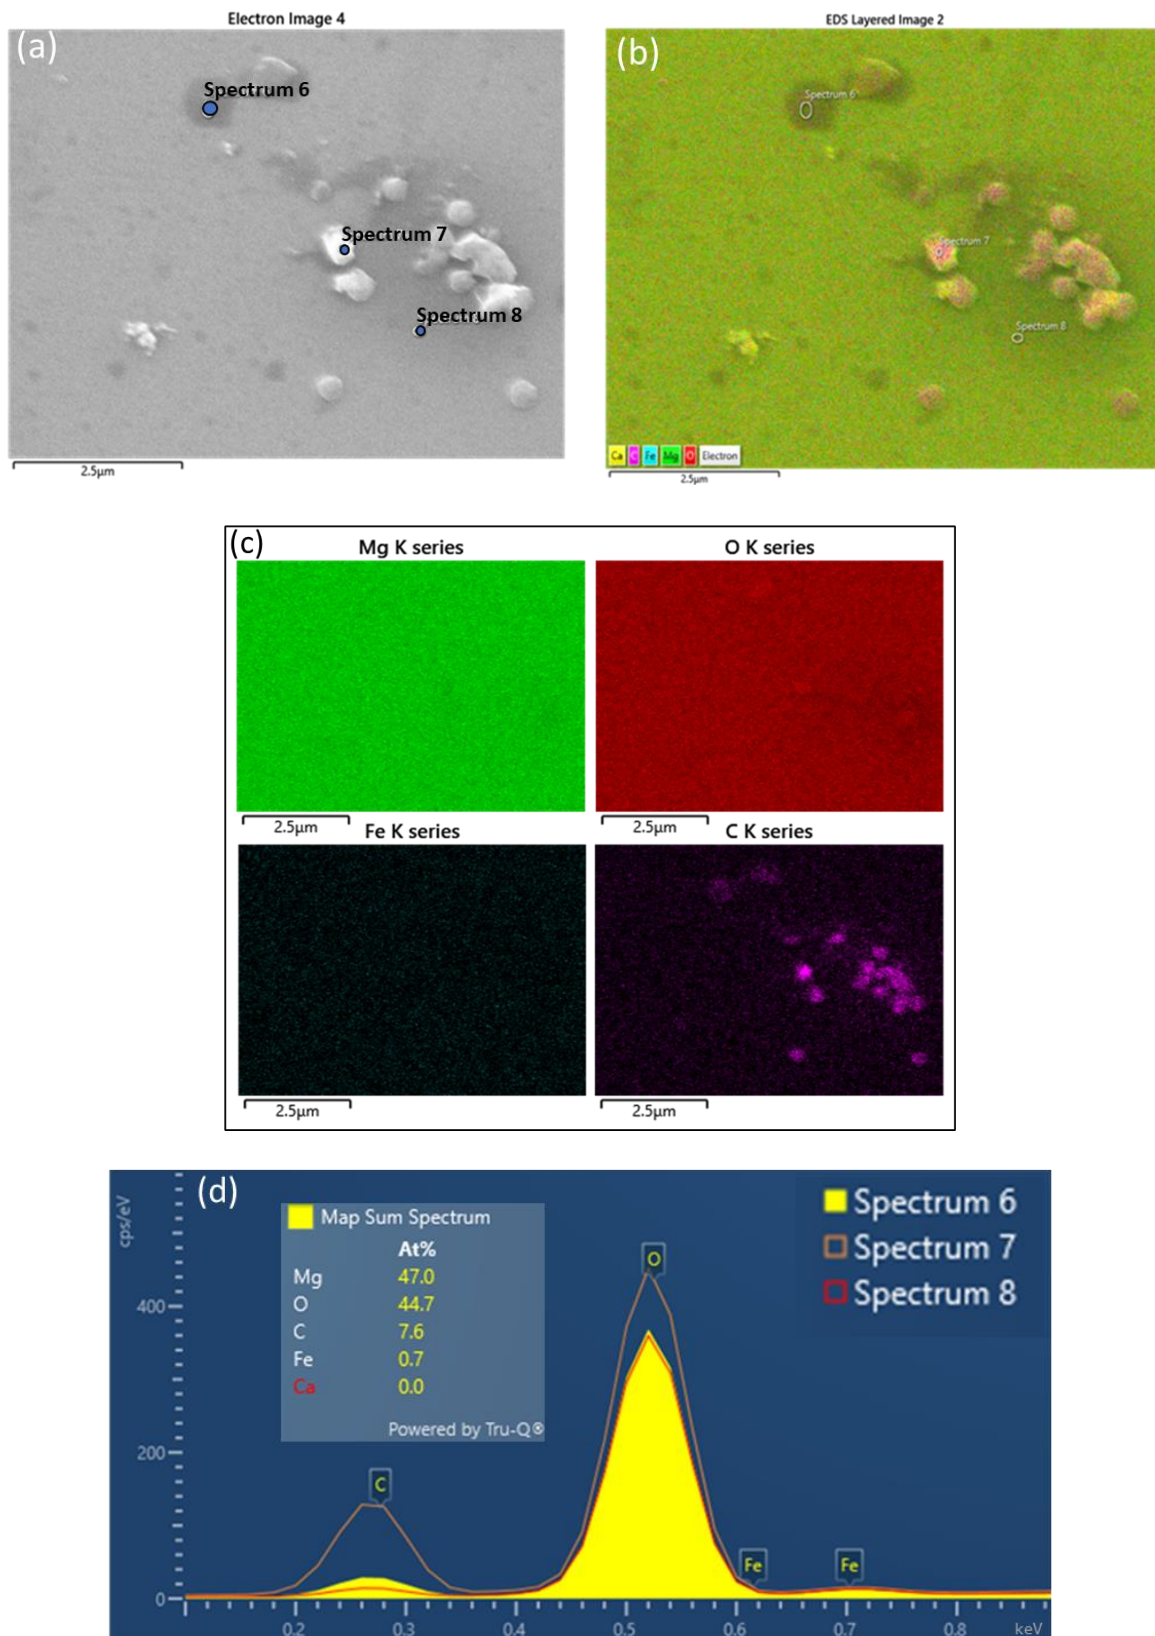 Electron Image 4
(a)
Spectrum 6
Spectrum 7
Spectrum 8
2.5µm
EDS Layered Image 2
(b)
Spectrum 6
Spectrum 7
Spectrum 8
Ca C Fe Mg O Electron
2.5µm
(c)
Mg K series
O K series
2.5µm
2.5µm
Fe K series
C K series
2.5µm
2.5µm
(d)
cps/eV
400
200
0
Map Sum Spectrum
At%
Mg 47.0
O 44.7
C 7.6
Fe 0.7
Ca 0.0
Powered by Tru-Q®
Spectrum 6
Spectrum 7
Spectrum 8
C
O
Fe
Fe
0.2 0.3 0.4 0.5 0.6 0.7 0.8 keV